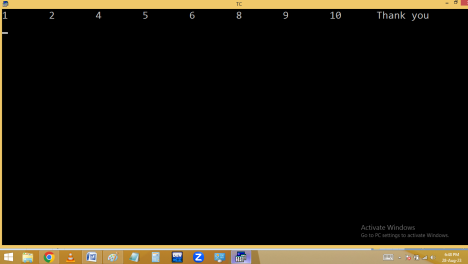 TC
1 2 4 5 6 8 9 10 Thank you
Activate Windows
Go to PC settings to activate Windows.